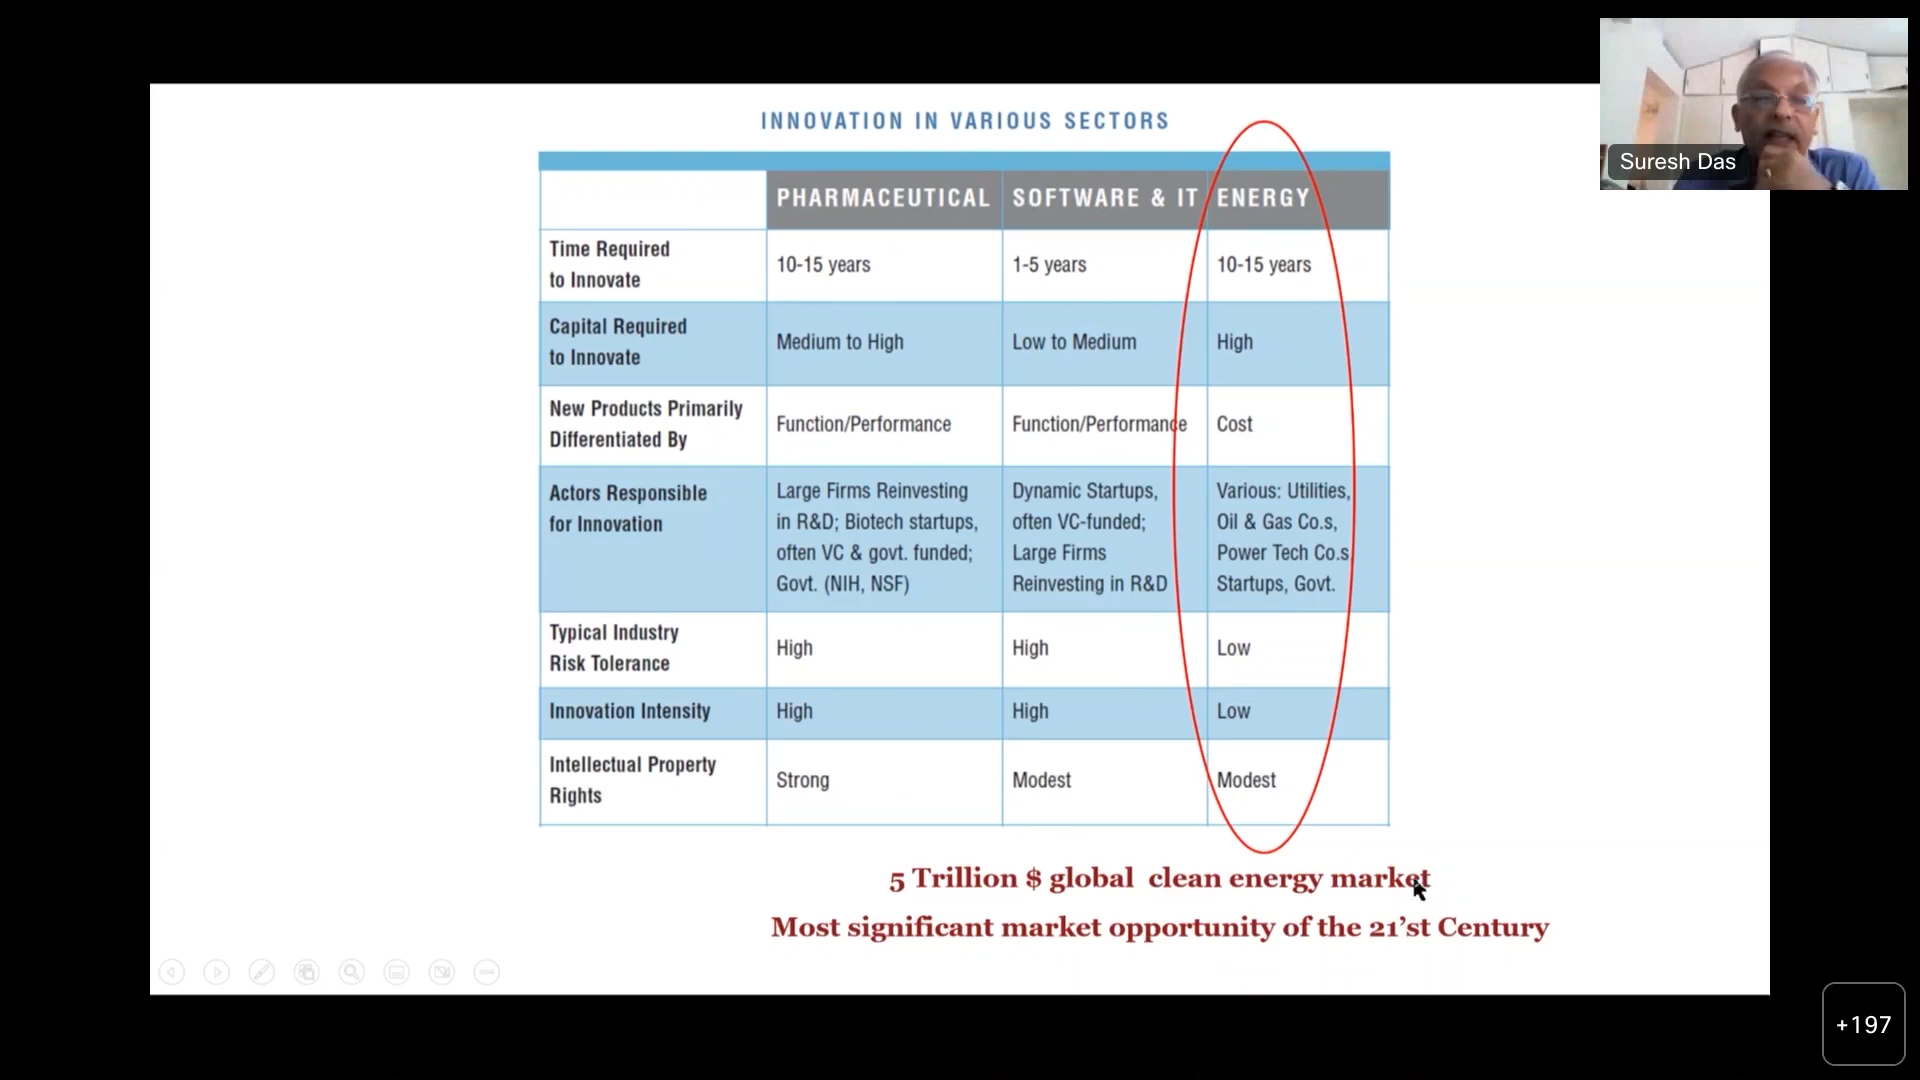 INNOVATION IN VARIOUS SECTORS
PHARMACEUTICAL SOFTWARE & IT ENERGY
Time Required
to Innovate
10-15 years
1-5 years
10-15 years
Capital Required
to Innovate
Medium to High
Low to Medium
High
New Products Primarily
Differentiated By
Function/Performance
Function/Performance
Cost
Actors Responsible
for Innovation
Large Firms Reinvesting
in R&D; Biotech startups,
often VC & govt. funded;
Govt. (NIH, NSF)
Dynamic Startups,
often VC-funded;
Large Firms
Reinvesting in R&D
Various: Utilities,
Oil & Gas Co.s,
Power Tech Co.s
Startups, Govt.
Typical Industry
Risk Tolerance
High
High
Low
Innovation Intensity
High
High
Low
Intellectual Property
Rights
Strong
Modest
Modest
5 Trillion $ global clean energy market
Most significant market opportunity of the 21’st Century
Suresh Das
+197